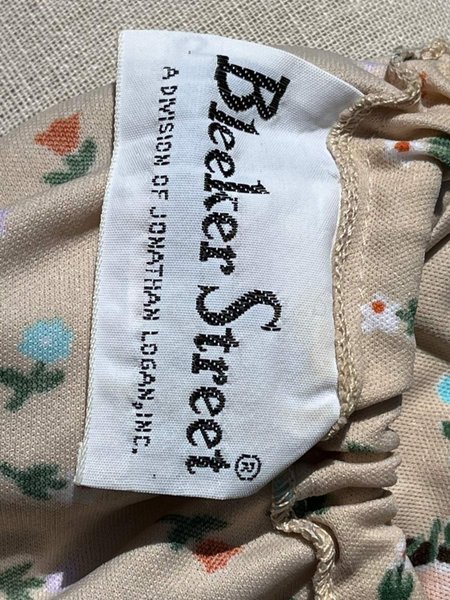 Bleeker Street®
A DIVISION OF JONATHAN LOGAN, INC.